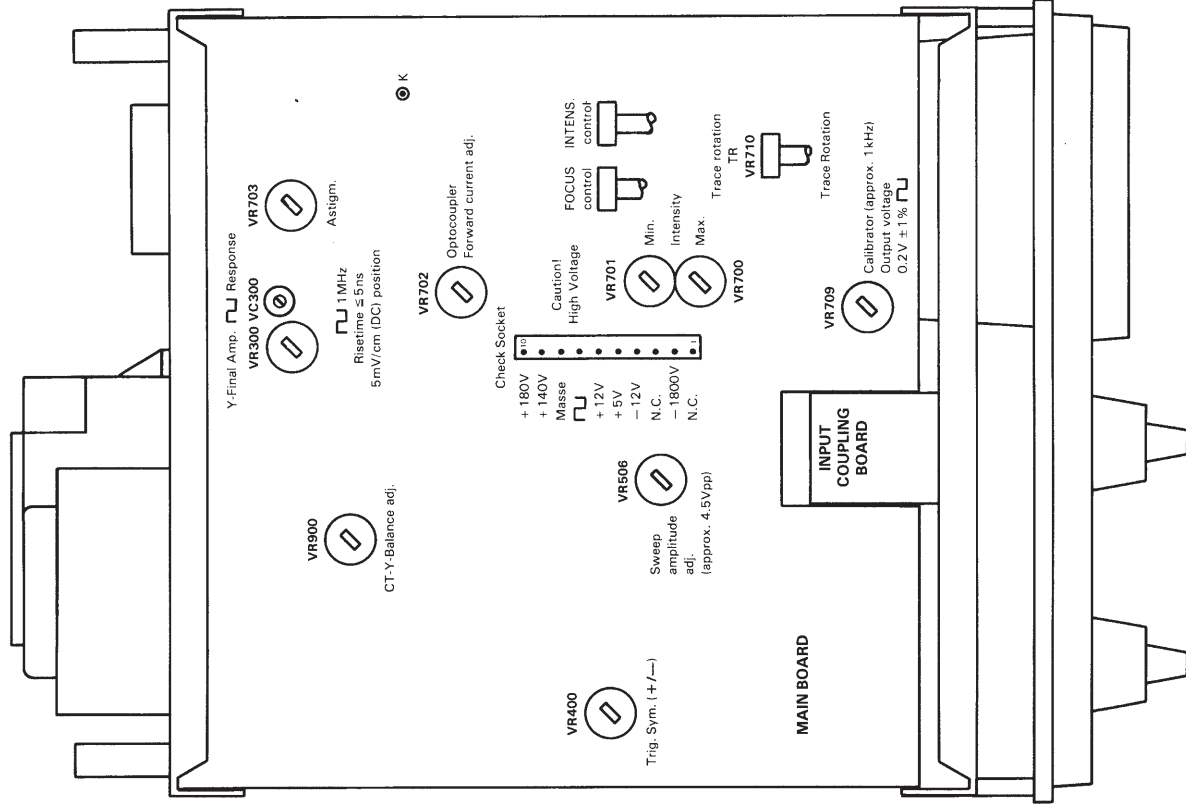 Y-Final Amp. Response
VR300 VC300
VR703
K
Astigm.
1 MHz
Risetime ≦ 5ns
5mV/cm (DC) position
VR702
Optocoupler
Forward current adj.
VR900
CT-Y-Balance adj.
Check Socket
10
1
+180V
+140V
Masse
+12V
+5V
−12V
N.C.
−1800V
N.C.
Caution!
High Voltage
FOCUS
control
INTENS.
control
VR701
Min.
Intensity
Max.
VR700
Trace rotation
TR
VR710
Trace Rotation
VR506
Sweep
amplitude
adj.
(approx. 4.5Vpp)
VR400
Trig. Sym. (+/−)
VR709
Calibrator (approx. 1kHz)
Output voltage
0.2V ± 1%
INPUT
COUPLING
BOARD
MAIN BOARD